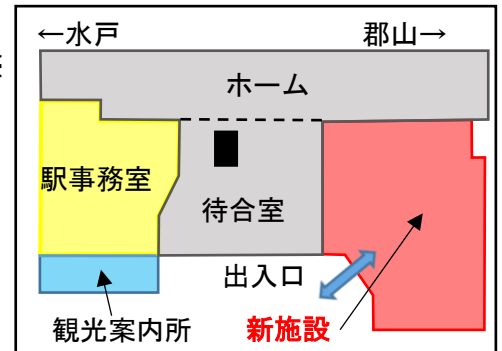 ←水戸
郡山→
ホーム
駅事務室
待合室
出入口
観光案内所
新施設